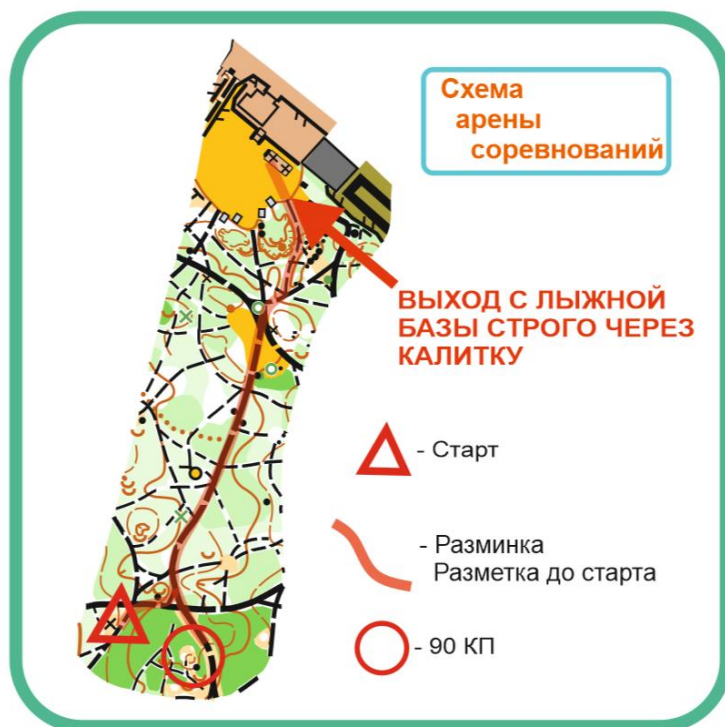 Схема
арены
соревнований
ВЫХОД С ЛЫЖНОЙ
БАЗЫ СТРОГО ЧЕРЕЗ
КАЛИТКУ
- Старт
- Разминка
Разметка до старта
- 90 КП